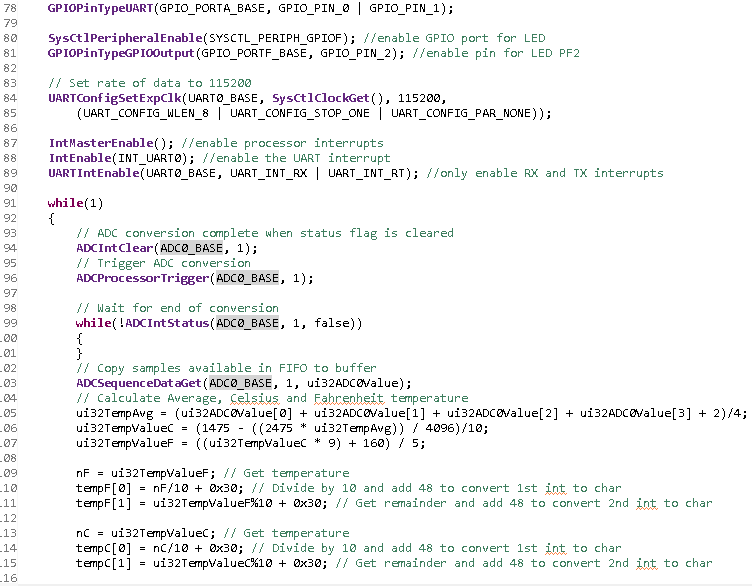 78 GPIOPinTypeUART(GPIO_PORTA_BASE, GPIO_PIN_0 | GPIO_PIN_1);
79
80 SysCtlPeripheralEnable(SYSCTL_PERIPH_GPIOF); //enable GPIO port for LED
81 GPIOPinTypeGPIOOutput(GPIO_PORTF_BASE, GPIO_PIN_2); //enable pin for LED PF2
82
83 // Set rate of data to 115200
84 UARTConfigSetExpClk(UART0_BASE, SysCtlClockGet(), 115200,
85 (UART_CONFIG_WLEN_8 | UART_CONFIG_STOP_ONE | UART_CONFIG_PAR_NONE));
86
87 IntMasterEnable(); //enable processor interrupts
88 IntEnable(INT_UART0); //enable the UART interrupt
89 UARTIntEnable(UART0_BASE, UART_INT_RX | UART_INT_RT); //only enable RX and TX interrupts
90
91 while(1)
92 {
93 // ADC conversion complete when status flag is cleared
94 ADCIntClear(ADC0_BASE, 1);
95 // Trigger ADC conversion
96 ADCProcessorTrigger(ADC0_BASE, 1);
97
98 // Wait for end of conversion
99 while(!ADCIntStatus(ADC0_BASE, 1, false))
00 {
01 }
02 // Copy samples available in FIFO to buffer
03 ADCSequenceDataGet(ADC0_BASE, 1, ui32ADC0Value);
04 // Calculate Average, Celsius and Fahrenheit temperature
05 ui32TempAvg = (ui32ADC0Value[0] + ui32ADC0Value[1] + ui32ADC0Value[2] + ui32ADC0Value[3] + 2)/4;
06 ui32TempValueC = (1475 - ((2475 * ui32TempAvg)) / 4096)/10;
07 ui32TempValueF = ((ui32TempValueC * 9) + 160) / 5;
08
09 nF = ui32TempValueF; // Get temperature
10 tempF[0] = nF/10 + 0x30; // Divide by 10 and add 48 to convert 1st int to char
11 tempF[1] = ui32TempValueF%10 + 0x30; // Get remainder and add 48 to convert 2nd int to char
12
13 nC = ui32TempValueC; // Get temperature
14 tempC[0] = nC/10 + 0x30; // Divide by 10 and add 48 to convert 1st int to char
15 tempC[1] = ui32TempValueC%10 + 0x30; // Get remainder and add 48 to convert 2nd int to char
16